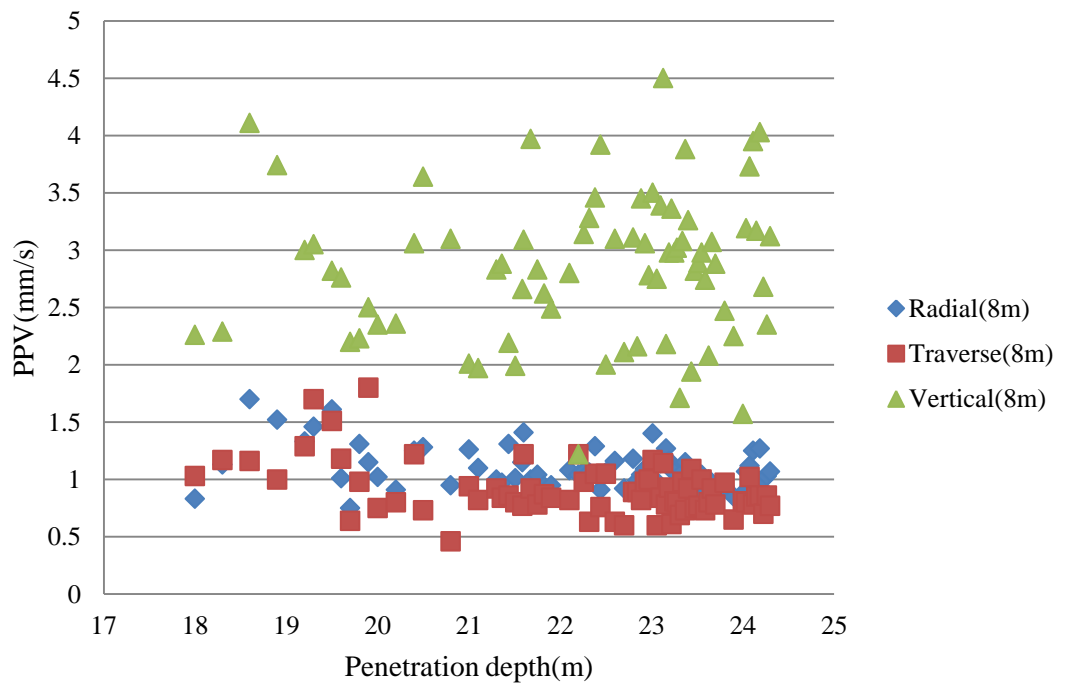 5
4.5
4
3.5
3
2.5
2
1.5
1
0.5
0
PPV(mm/s)
17 18 19 20 21 22 23 24 25
Penetration depth(m)
Radial(8m)
Traverse(8m)
Vertical(8m)